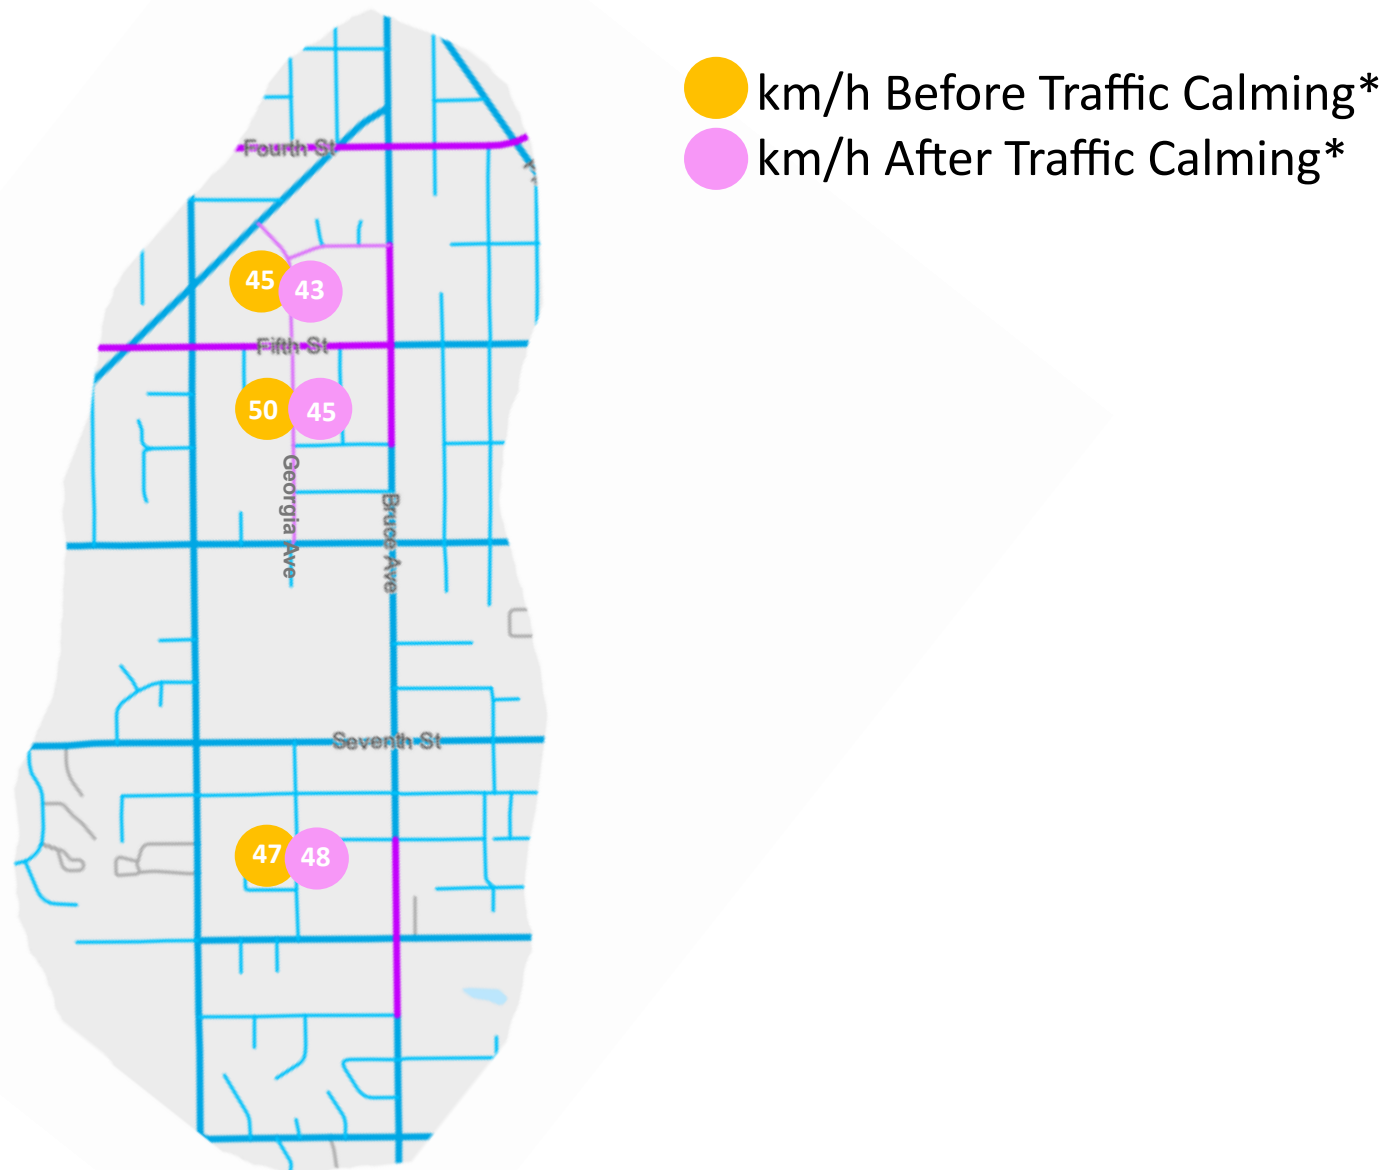 km/h Before Traffic Calming*
km/h After Traffic Calming*
Fourth St
45
43
Fifth St
50
45
Georgia Ave
Bruce Ave
Seventh St
47
48